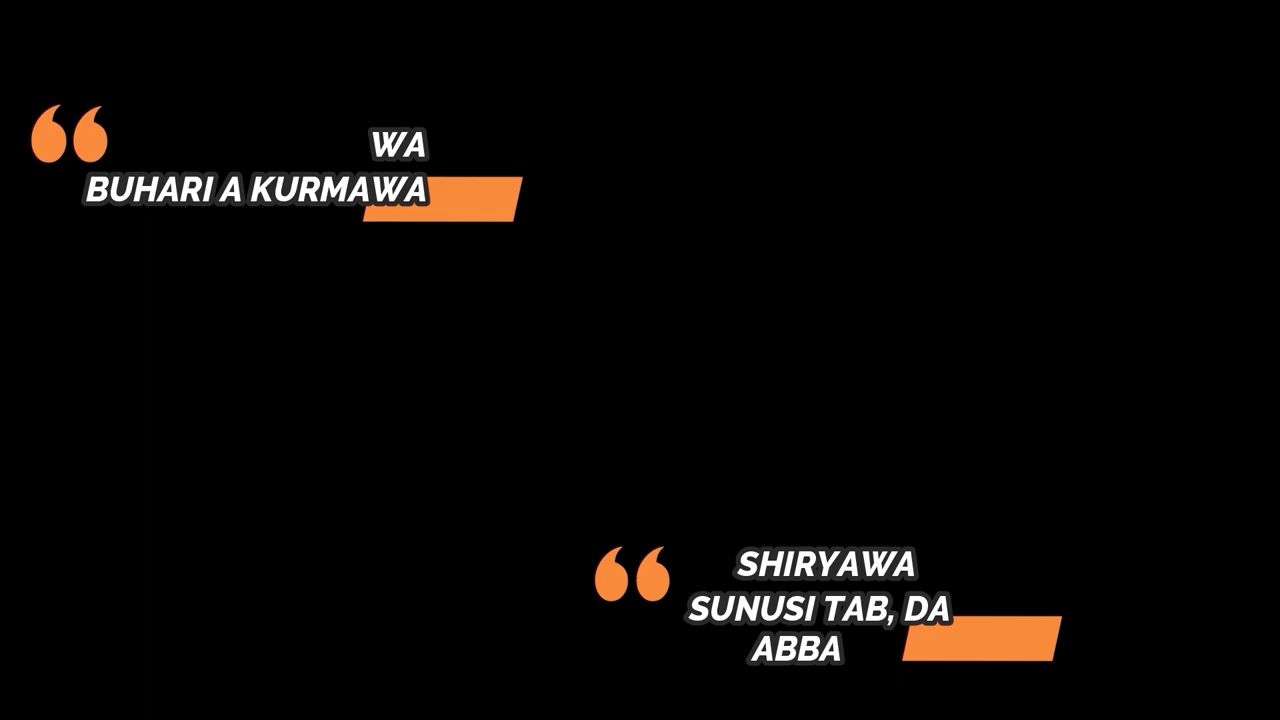 WA
BUHARI A KURMAWA
SHIRYAWA
SUNUSI TAB, DA
ABBA